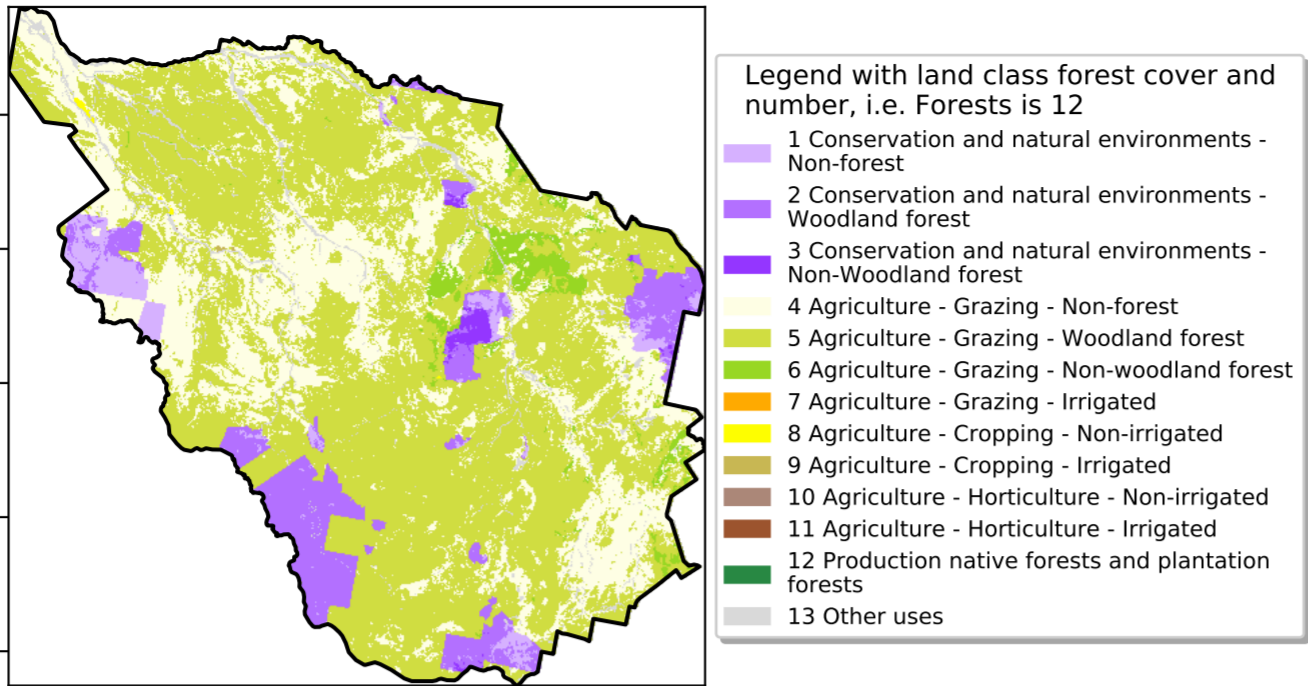 Legend with land class forest cover and
number, i.e. Forests is 12
1 Conservation and natural environments -
Non-forest
2 Conservation and natural environments -
Woodland forest
3 Conservation and natural environments -
Non-Woodland forest
4 Agriculture - Grazing - Non-forest
5 Agriculture - Grazing - Woodland forest
6 Agriculture - Grazing - Non-woodland forest
7 Agriculture - Grazing - Irrigated
8 Agriculture - Cropping - Non-irrigated
9 Agriculture - Cropping - Irrigated
10 Agriculture - Horticulture - Non-irrigated
11 Agriculture - Horticulture - Irrigated
12 Production native forests and plantation
forests
13 Other uses